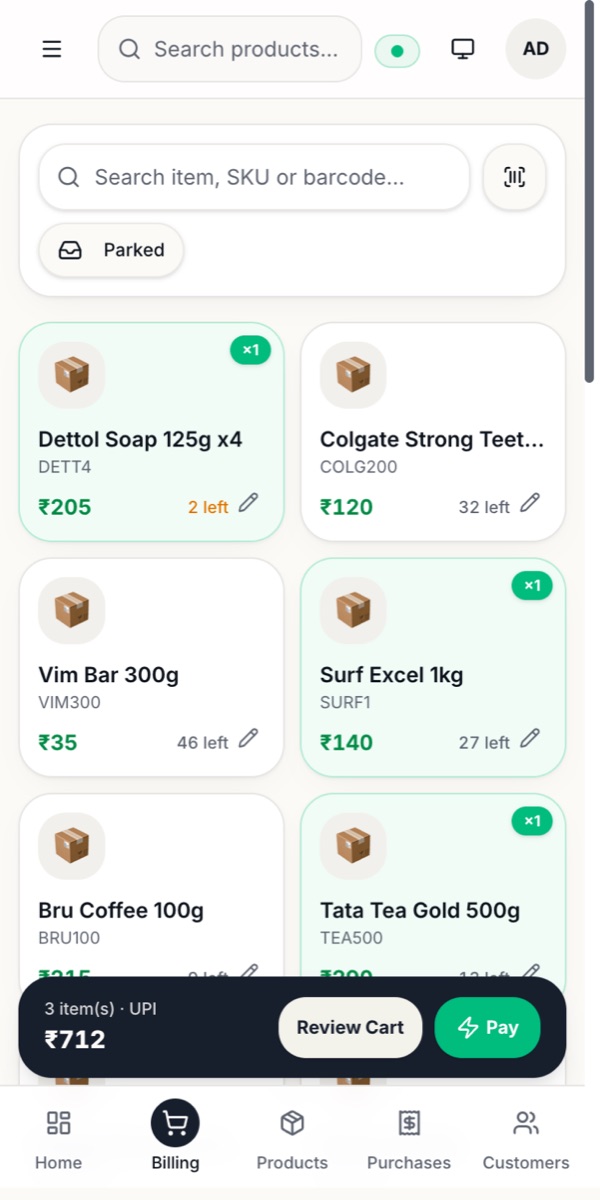 Search products...
AD
Search item, SKU or barcode...
Parked
×1
Dettol Soap 125g x4
DETT4
₹205
2 left
Colgate Strong Teet...
COLG200
₹120
32 left
Vim Bar 300g
VIM300
₹35
46 left
×1
Surf Excel 1kg
SURF1
₹140
27 left
Bru Coffee 100g
BRU100
×1
Tata Tea Gold 500g
TEA500
3 item(s) · UPI
₹712
Review Cart
Pay
Home
Billing
Products
Purchases
Customers